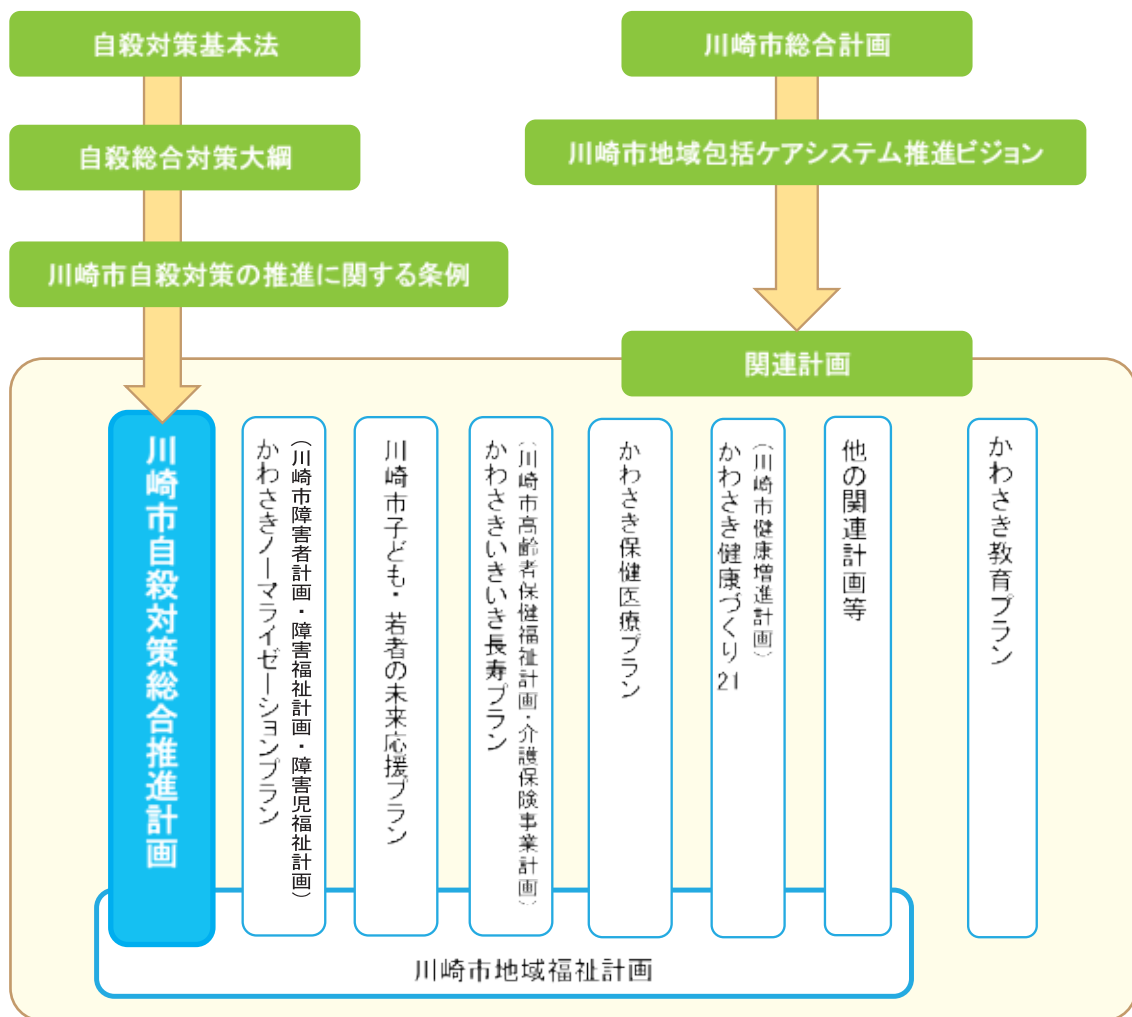 自殺対策基本法
自殺総合対策大綱
川崎市自殺対策の推進に関する条例
川崎市総合計画
川崎市地域包括ケアシステム推進ビジョン
関連計画
川崎市自殺対策総合推進計画
(川崎市障害者計画・障害福祉計画・障害児福祉計画)
かわさきノーマライゼーションプラン
川崎市子ども・若者の未来応援プラン
(川崎市高齢者保健福祉計画・介護保険事業計画)
かわさきいきいき長寿プラン
かわさき保健医療プラン
(川崎市健康増進計画)
かわさき健康づくり21
他の関連計画等
かわさき教育プラン
川崎市地域福祉計画